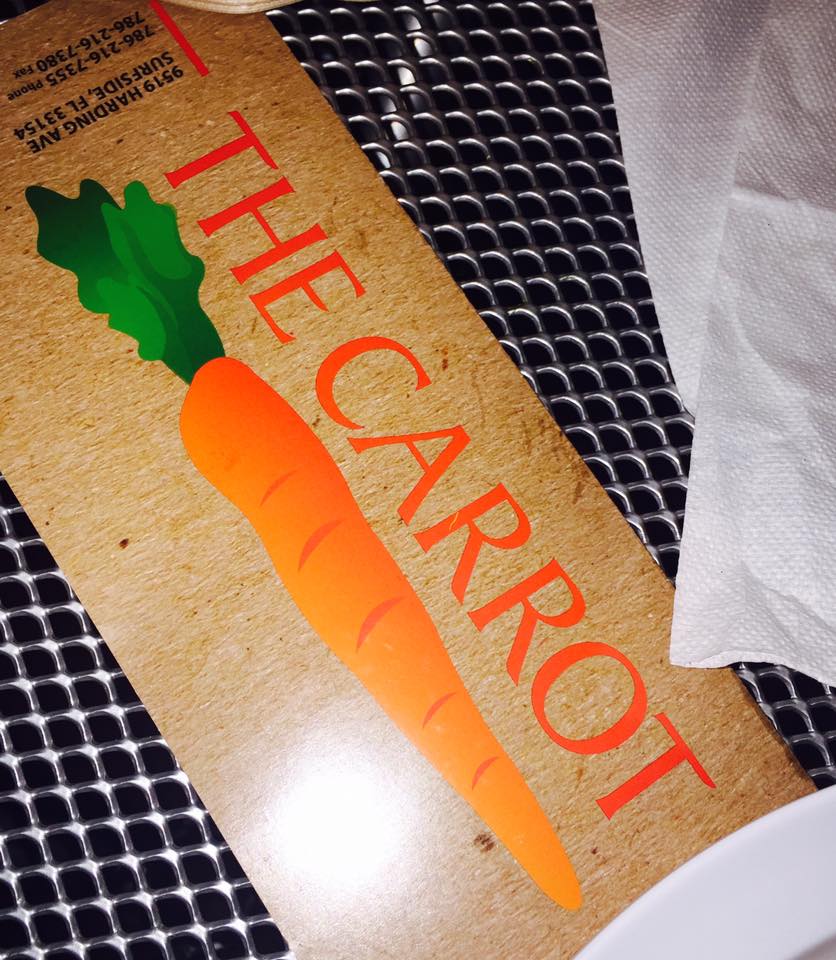 THE CARROT
9519 HARDING AVE
SURFSIDE, FL 33154
786-216-7355 Phone
786-216-7380 Fax